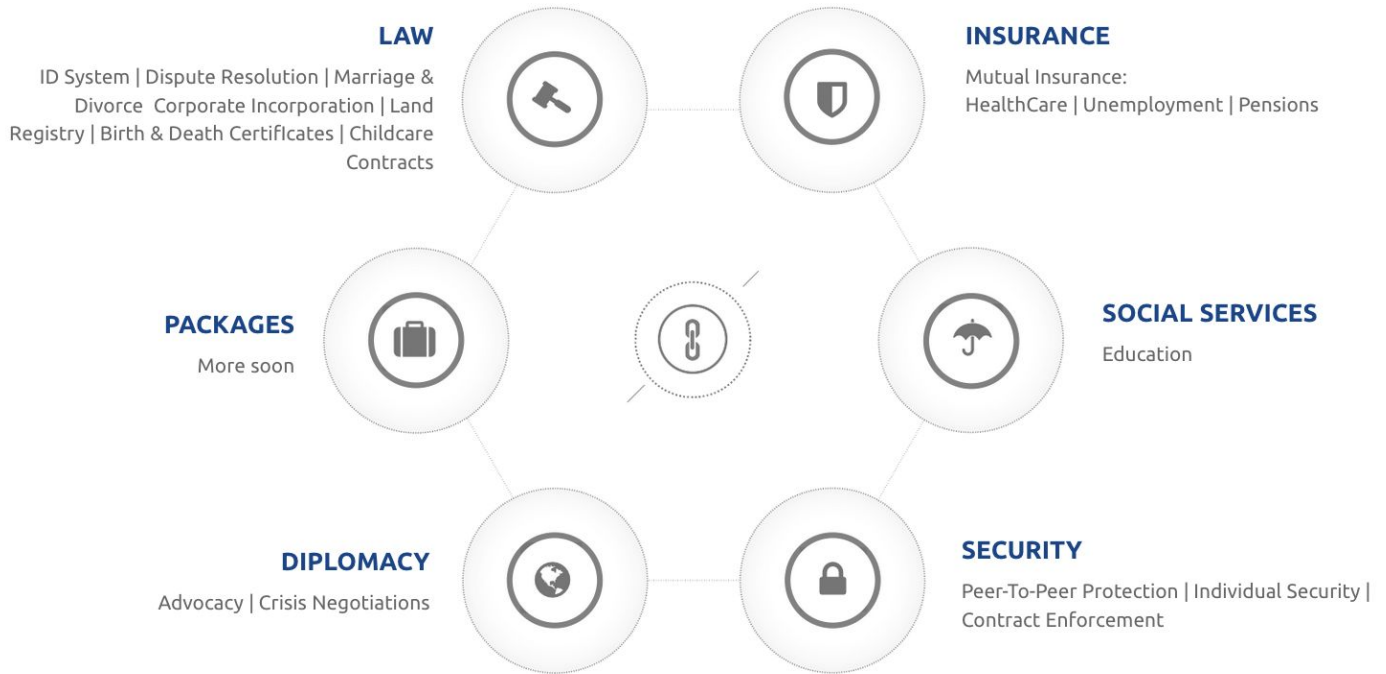 LAW
ID System | Dispute Resolution | Marriage &
Divorce  Corporate Incorporation | Land
Registry | Birth & Death Certificates | Childcare
Contracts
INSURANCE
Mutual Insurance:
HealthCare | Unemployment | Pensions
PACKAGES
More soon
SOCIAL SERVICES
Education
DIPLOMACY
Advocacy | Crisis Negotiations
SECURITY
Peer-To-Peer Protection | Individual Security |
Contract Enforcement